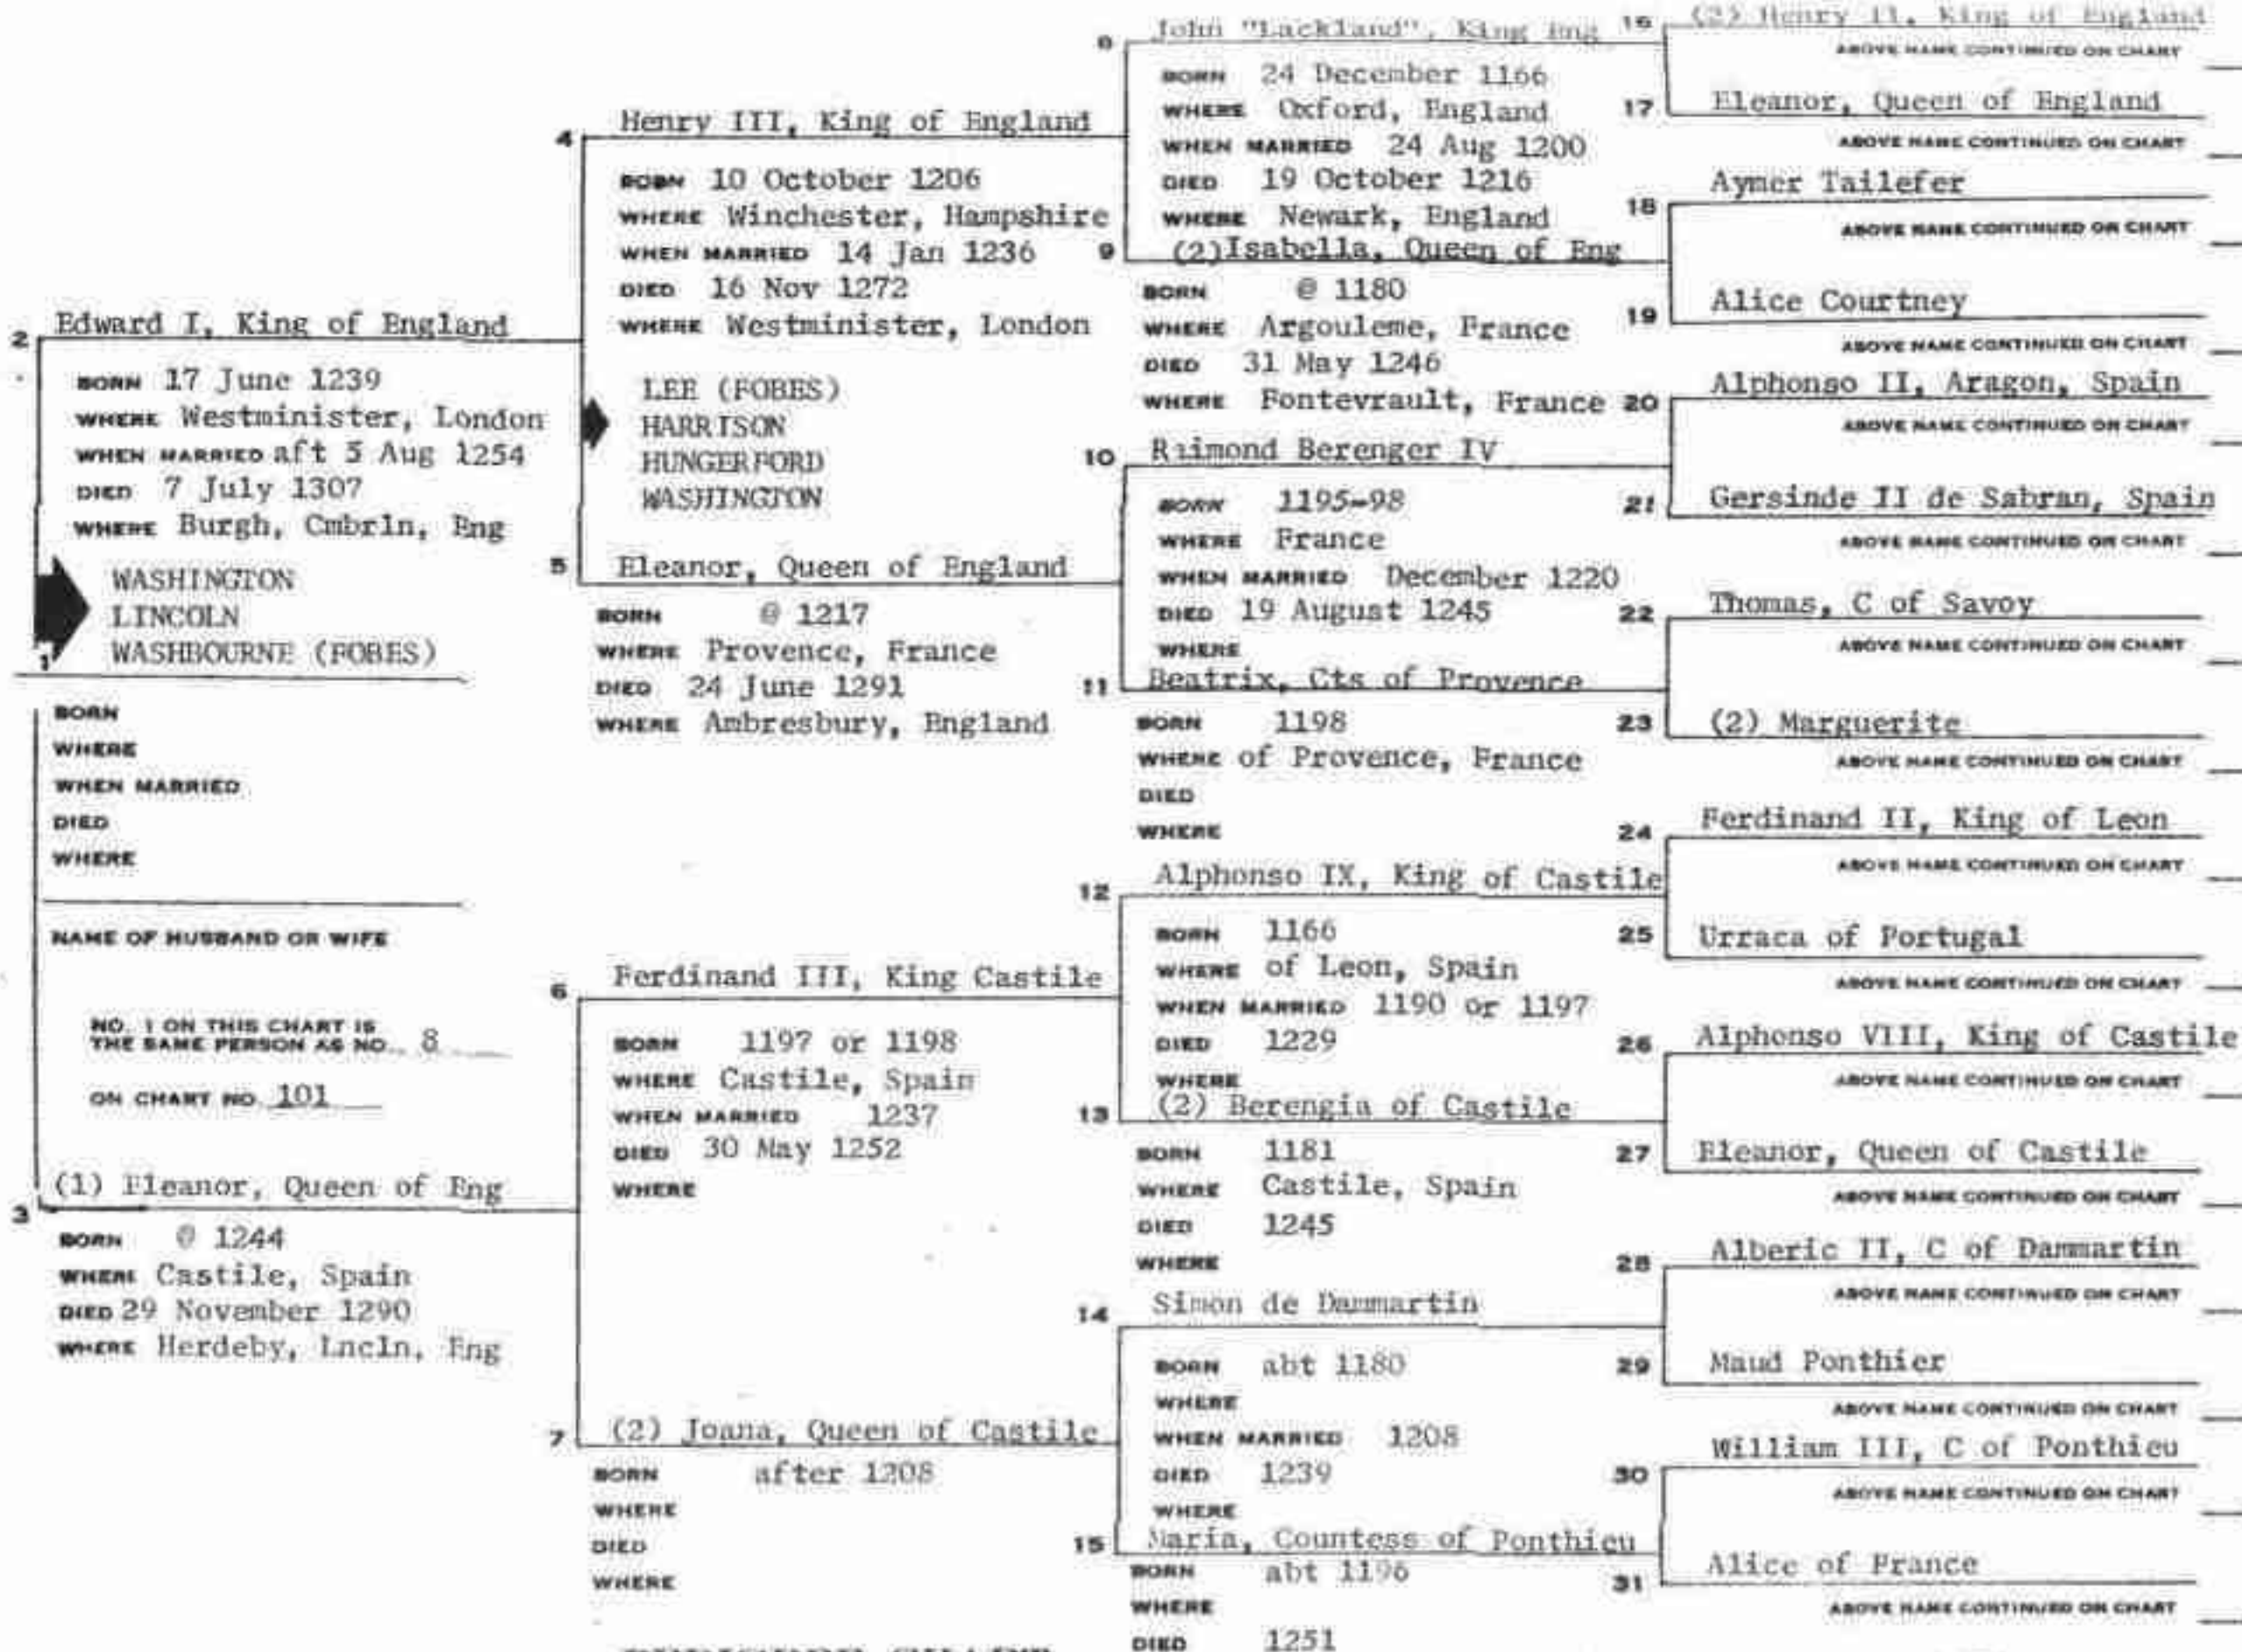 2 Edward I, King of England
BORN 17 June 1239
WHERE Westminister, London
WHEN MARRIED aft 5 Aug 1254
DIED 7 July 1307
WHERE Burgh, Cmbrln, Eng
WASHINGTON
LINCOLN
WASHBOURNE (FOBES)
1
BORN
WHERE
WHEN MARRIED
DIED
WHERE
NAME OF HUSBAND OR WIFE
NO. 1 ON THIS CHART IS
THE SAME PERSON AS NO. 8
ON CHART NO. 101
3 (1) Eleanor, Queen of Eng
BORN @ 1244
WHERE Castile, Spain
DIED 29 November 1290
WHERE Herdeby, Lncln, Eng
4 Henry III, King of England
BORN 10 October 1206
WHERE Winchester, Hampshire
WHEN MARRIED 14 Jan 1236
DIED 16 Nov 1272
WHERE Westminister, London
LEE (FOBES)
HARRISON
HUNGERFORD
WASHINGTON
5 Eleanor, Queen of England
BORN @ 1217
WHERE Provence, France
DIED 24 June 1291
WHERE Ambresbury, England
6 Ferdinand III, King Castile
BORN 1197 or 1198
WHERE Castile, Spain
WHEN MARRIED 1237
DIED 30 May 1252
WHERE
7 (2) Joana, Queen of Castile
BORN after 1208
WHERE
DIED
WHERE
8 John "Lackland", King Eng
BORN 24 December 1166
WHERE Oxford, England
WHEN MARRIED 24 Aug 1200
DIED 19 October 1216
WHERE Newark, England
9 (2)Isabella, Queen of Eng
BORN @ 1180
WHERE Argouleme, France
DIED 31 May 1246
WHERE Fontevrault, France
10 Raimond Berenger IV
BORN 1195-98
WHERE France
WHEN MARRIED December 1220
DIED 19 August 1245
WHERE
11 Beatrix, Cts of Provence
BORN 1198
WHERE of Provence, France
DIED
WHERE
12 Alphonso IX, King of Castile
BORN 1166
WHERE of Leon, Spain
WHEN MARRIED 1190 or 1197
DIED 1229
WHERE
13 (2) Berengia of Castile
BORN 1181
WHERE Castile, Spain
DIED 1245
WHERE
14 Simon de Dammartin
BORN abt 1180
WHERE
WHEN MARRIED 1208
DIED 1239
WHERE
15 Maria, Countess of Ponthieu
BORN abt 1196
WHERE
DIED 1251
16 (2) Henry II, King of England
ABOVE NAME CONTINUED ON CHART
17 Eleanor, Queen of England
ABOVE NAME CONTINUED ON CHART
18 Aymer Tailefer
ABOVE NAME CONTINUED ON CHART
19 Alice Courtney
ABOVE NAME CONTINUED ON CHART
20 Alphonso II, Aragon, Spain
ABOVE NAME CONTINUED ON CHART
21 Gersinde II de Sabran, Spain
ABOVE NAME CONTINUED ON CHART
22 Thomas, C of Savoy
ABOVE NAME CONTINUED ON CHART
23 (2) Marguerite
ABOVE NAME CONTINUED ON CHART
24 Ferdinand II, King of Leon
ABOVE NAME CONTINUED ON CHART
25 Urraca of Portugal
ABOVE NAME CONTINUED ON CHART
26 Alphonso VIII, King of Castile
ABOVE NAME CONTINUED ON CHART
27 Eleanor, Queen of Castile
ABOVE NAME CONTINUED ON CHART
28 Alberic II, C of Dammartin
ABOVE NAME CONTINUED ON CHART
29 Maud Ponthier
ABOVE NAME CONTINUED ON CHART
30 William III, C of Ponthieu
ABOVE NAME CONTINUED ON CHART
31 Alice of France
ABOVE NAME CONTINUED ON CHART